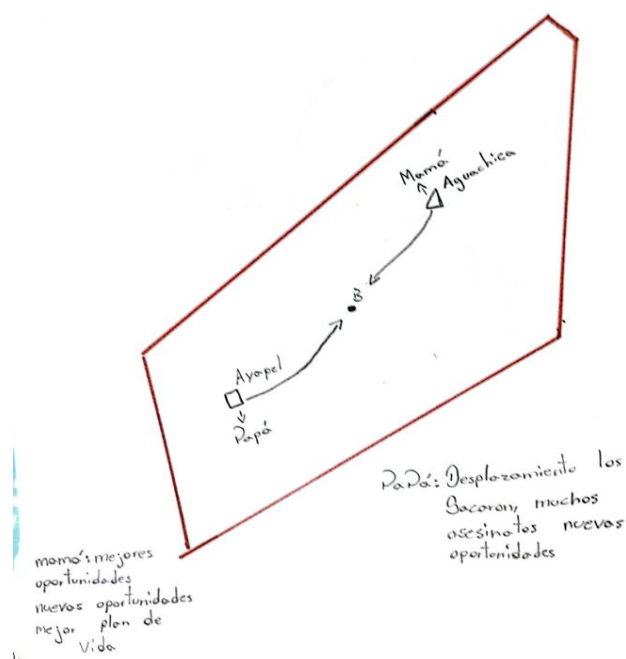 Mamá
Aguachica
B
Ayapel
Papá
PaPá: Desplazamiento los
Sacaron, muchos
asesinatos nuevas
oportunidades
mamá: mejores
oportunidades
nuevas oportunidades
mejor plan de
vida